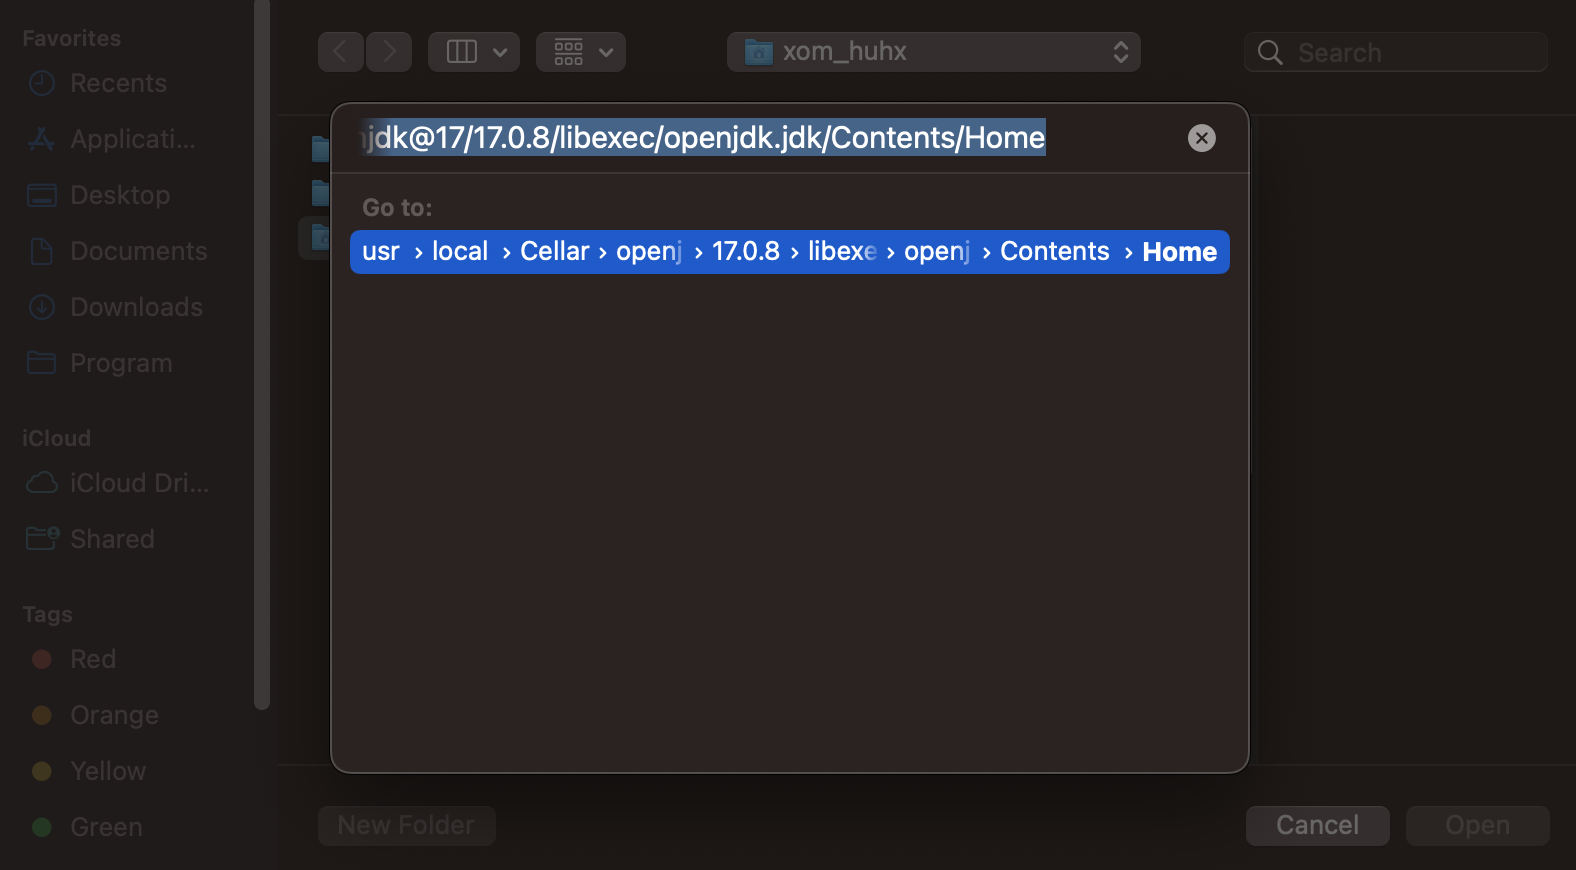 Favorites
Recents
Applicati...
Desktop
Documents
Downloads
Program
iCloud
iCloud Dri...
Shared
Tags
Red
Orange
Yellow
Green
xom_huhx
Search
jdk@17/17.0.8/libexec/openjdk.jdk/Contents/Home
Go to:
usr › local › Cellar › openj › 17.0.8 › libexe › openj › Contents › Home
New Folder
Cancel
Open